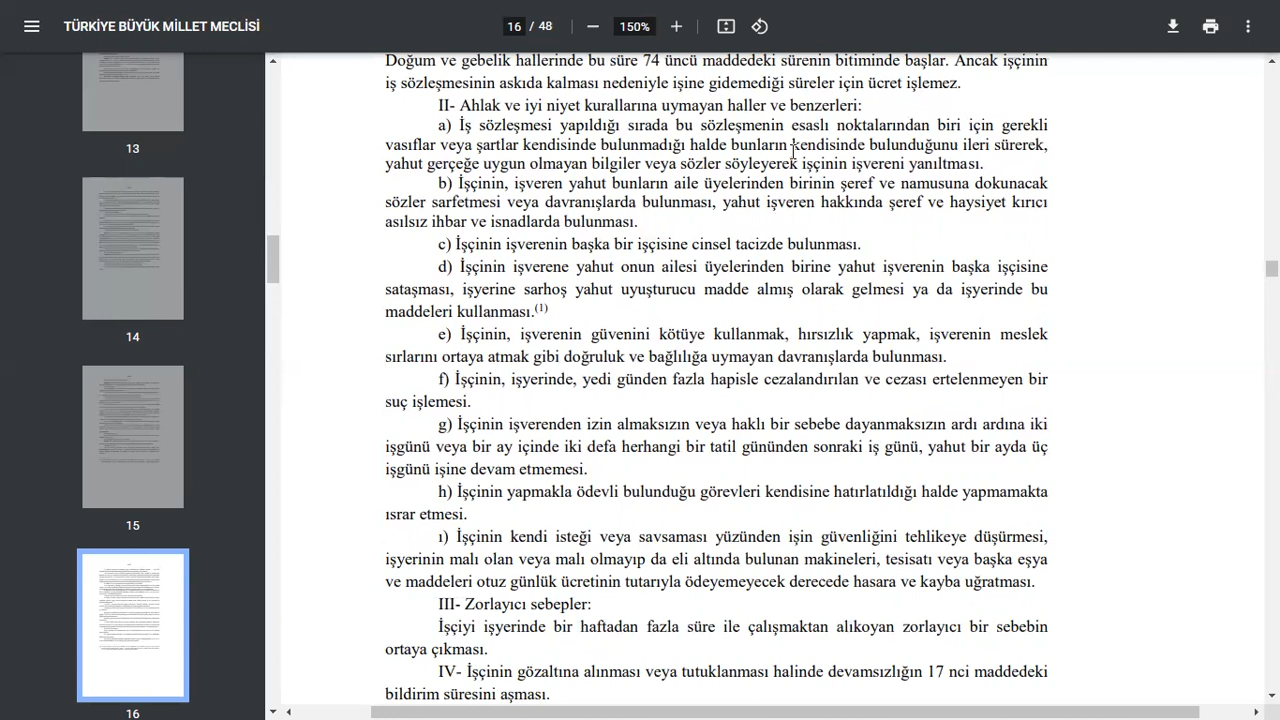 TÜRKİYE BÜYÜK MİLLET MECLİSİ
16 / 48
150%
13
14
15
16
Doğum ve gebelik hallerinde bu süre 74 üncü maddedeki sürenin bitiminde başlar. Ancak işçinin
iş sözleşmesinin askıda kalması nedeniyle işine gidemediği süreler için ücret işlemez.
II- Ahlak ve iyi niyet kurallarına uymayan haller ve benzerleri:
a) İş sözleşmesi yapıldığı sırada bu sözleşmenin esaslı noktalarından biri için gerekli
vasıflar veya şartlar kendisinde bulunmadığı halde bunların kendisinde bulunduğunu ileri sürerek,
yahut gerçeğe uygun olmayan bilgiler veya sözler söyleyerek işçinin işvereni yanıltması.
b) İşçinin, işveren yahut bunların aile üyelerinden birinin şeref ve namusuna dokunacak
sözler sarfetmesi veya davranışlarda bulunması, yahut işveren hakkında şeref ve haysiyet kırıcı
asılsız ihbar ve isnadlarda bulunması.
c) İşçinin işverenin başka bir işçisine cinsel tacizde bulunması.
d) İşçinin işverene yahut onun ailesi üyelerinden birine yahut işverenin başka işçisine
sataşması, işyerine sarhoş yahut uyuşturucu madde almış olarak gelmesi ya da işyerinde bu
maddeleri kullanması.(1)
e) İşçinin, işverenin güvenini kötüye kullanmak, hırsızlık yapmak, işverenin meslek
sırlarını ortaya atmak gibi doğruluk ve bağlılığa uymayan davranışlarda bulunması.
f) İşçinin, işyerinde, yedi günden fazla hapisle cezalandırılan ve cezası ertelenmeyen bir
suç işlemesi.
g) İşçinin işverenden izin almaksızın veya haklı bir sebebe dayanmaksızın ardı ardına iki
işgünü veya bir ay içinde iki defa herhangi bir tatil gününden sonraki iş günü, yahut bir ayda üç
işgünü işine devam etmemesi.
h) İşçinin yapmakla ödevli bulunduğu görevleri kendisine hatırlatıldığı halde yapmamakta
ısrar etmesi.
ı) İşçinin kendi isteği veya savsaması yüzünden işin güvenliğini tehlikeye düşürmesi,
işyerinin malı olan veya malı olmayıp da eli altında bulunan makineleri, tesisatı veya başka eşya
ve maddeleri otuz günlük ücretinin tutarıyla ödeyemeyecek derecede hasara ve kayba uğratması.
III- Zorlayıcı sebepler:
İşçiyi işyerinde bir haftadan fazla süre ile çalışmaktan alıkoyan zorlayıcı bir sebebin
ortaya çıkması.
IV- İşçinin gözaltına alınması veya tutuklanması halinde devamsızlığın 17 nci maddedeki
bildirim süresini aşması.